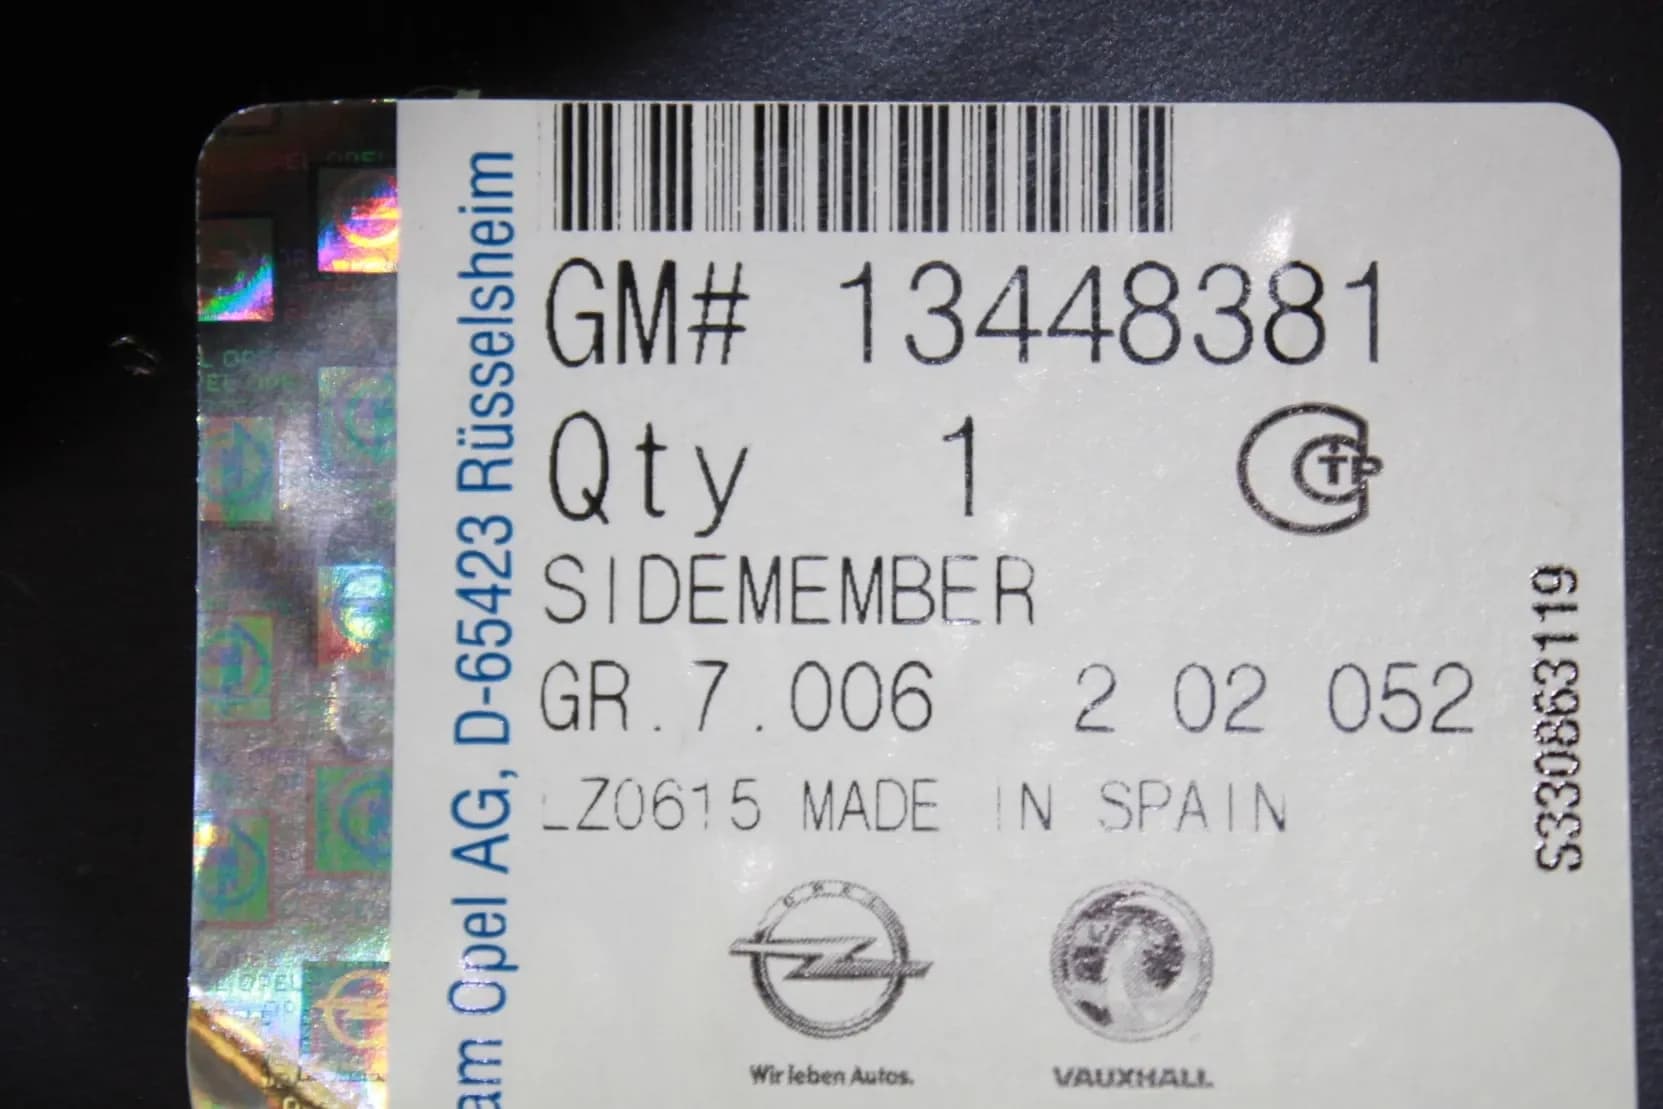 GM# 13448381
Qty 1
SIDEMEMBER
GR.7.006 2 02 052
LZ0615 MADE IN SPAIN
OPEL
Wir leben Autos.
VAUXHALL
am Opel AG, D-65423 Rüsselsheim
S330863119